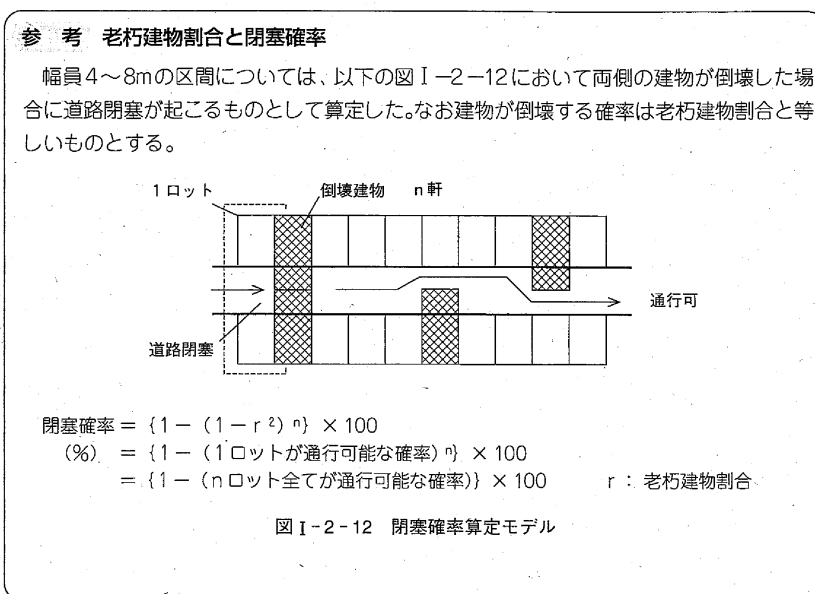 参　考　老朽建物割合と閉塞確率
幅員4～8mの区間については、以下の図Ⅰ−2−12において両側の建物が倒壊した場
合に道路閉塞が起こるものとして算定した。なお建物が倒壊する確率は老朽建物割合と等
しいものとする。
1ロット　倒壊建物　n軒
通行可
道路閉塞
閉塞確率 = {1−(1−r²)ⁿ} ×100
(%) = {1−(1ロットが通行可能な確率)ⁿ} ×100
= {1−(nロット全てが通行可能な確率)} ×100　r：老朽建物割合
図Ⅰ-2-12　閉塞確率算定モデル